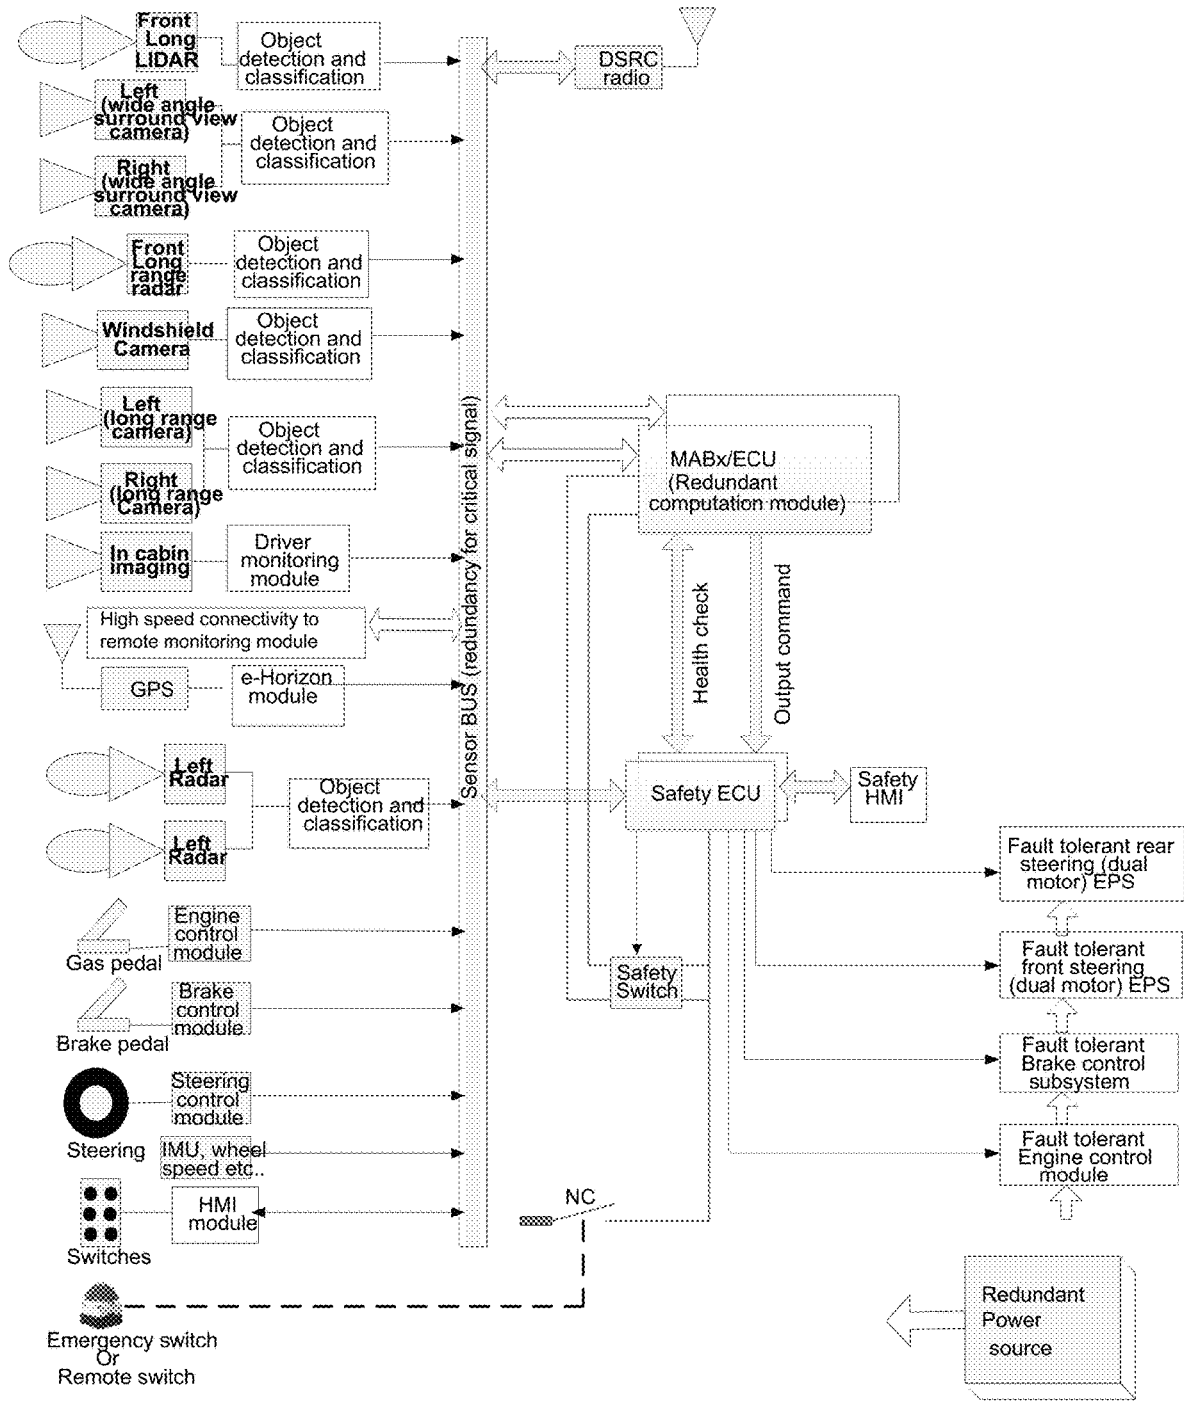 Front
Long
LIDAR
Object
detection and
classification
DSRC
radio
Left
(wide angle
surround view
camera)
Object
detection and
classification
Right
(wide angle
surround view
camera)
Front
Long
range
radar
Object
detection and
classification
Windshield
Camera
Object
detection and
classification
Left
(long range
camera)
Object
detection and
classification
Right
(long range
Camera)
In cabin
imaging
Driver
monitoring
module
High speed connectivity to
remote monitoring module
GPS
e-Horizon
module
Left
Radar
Object
detection and
classification
Left
Radar
Engine
control
module
Gas pedal
Brake
control
module
Brake pedal
Steering
control
module
Steering
IMU, wheel
speed etc..
HMI
module
Switches
Emergency switch
Or
Remote switch
Sensor BUS (redundancy for critical signal)
MABx/ECU
(Redundant
computation module)
Health check
Output command
Safety ECU
Safety
HMI
Safety
Switch
NC
Fault tolerant rear
steering (dual
motor) EPS
Fault tolerant
front steering
(dual motor) EPS
Fault tolerant
Brake control
subsystem
Fault tolerant
Engine control
module
Redundant
Power
source